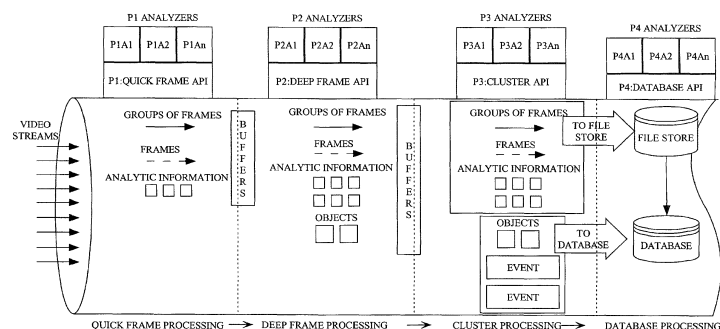 P1 ANALYZERS
P1A1 P1A2 P1An
P1:QUICK FRAME API
P2 ANALYZERS
P2A1 P2A2 P2An
P2:DEEP FRAME API
P3 ANALYZERS
P3A1 P3A2 P3An
P3:CLUSTER API
P4 ANALYZERS
P4A1 P4A2 P4An
P4:DATABASE API
VIDEO
STREAMS
GROUPS OF FRAMES
FRAMES
ANALYTIC INFORMATION
BUFFERS
GROUPS OF FRAMES
FRAMES
ANALYTIC INFORMATION
OBJECTS
BUFFERS
GROUPS OF FRAMES
FRAMES
ANALYTIC INFORMATION
OBJECTS
EVENT
EVENT
TO FILE
STORE
FILE STORE
TO
DATABASE
DATABASE
QUICK FRAME PROCESSING DEEP FRAME PROCESSING CLUSTER PROCESSING DATABASE PROCESSING